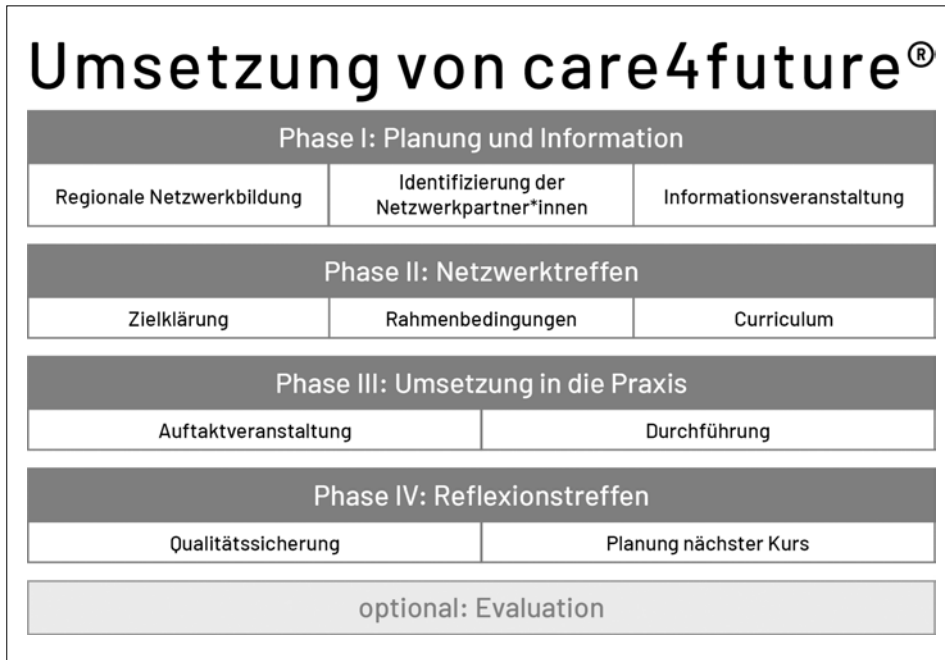 Umsetzung von care4future®
Phase I: Planung und Information
Regionale Netzwerkbildung
Identifizierung der
Netzwerkpartner*innen
Informationsveranstaltung
Phase II: Netzwerktreffen
Zielklärung
Rahmenbedingungen
Curriculum
Phase III: Umsetzung in die Praxis
Auftaktveranstaltung
Durchführung
Phase IV: Reflexionstreffen
Qualitätssicherung
Planung nächster Kurs
optional: Evaluation